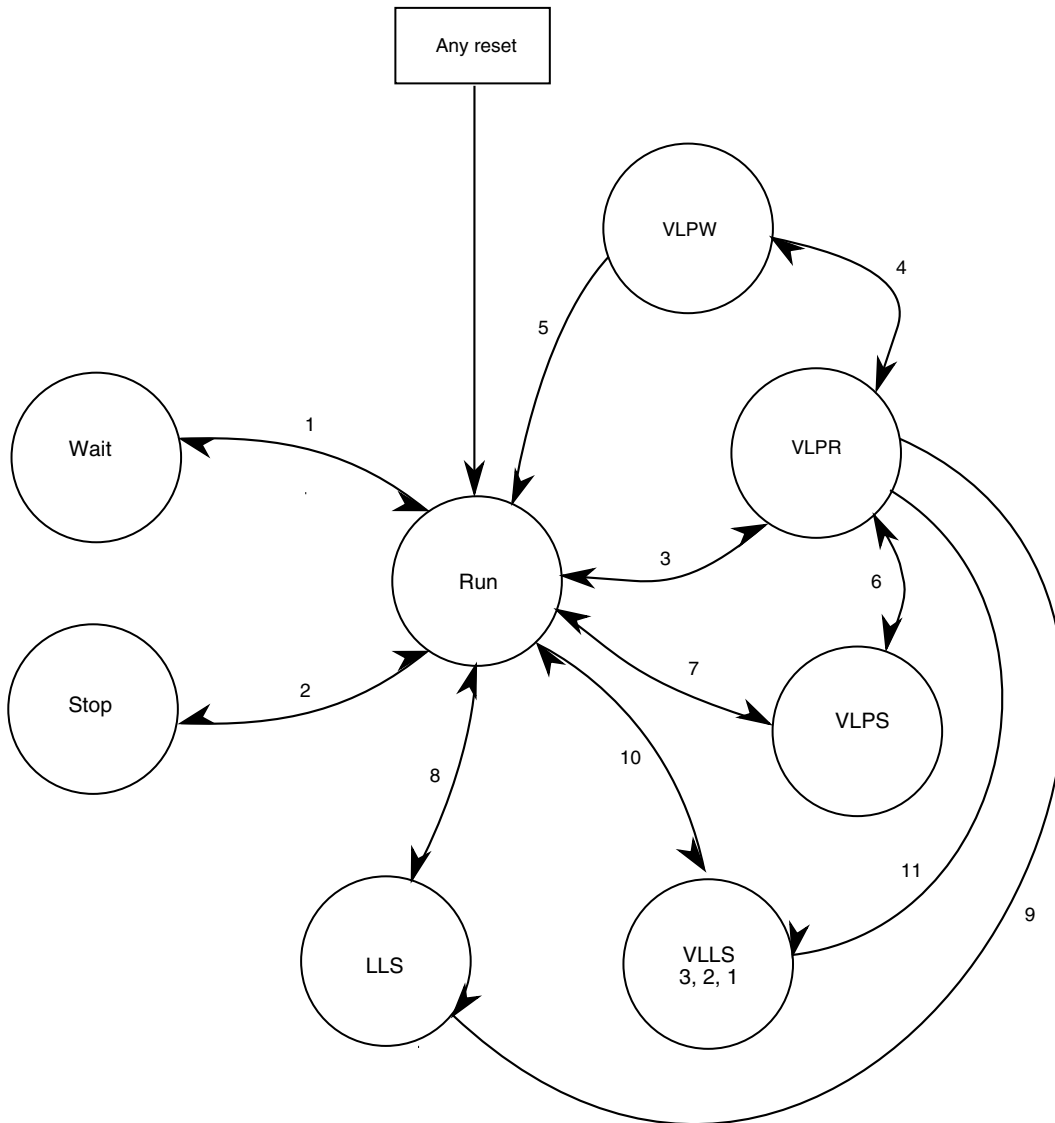 Any reset
VLPW
4
5
Wait
1
VLPR
3
Run
6
Stop
2
7
VLPS
10
8
11
9
LLS
VLLS
3, 2, 1